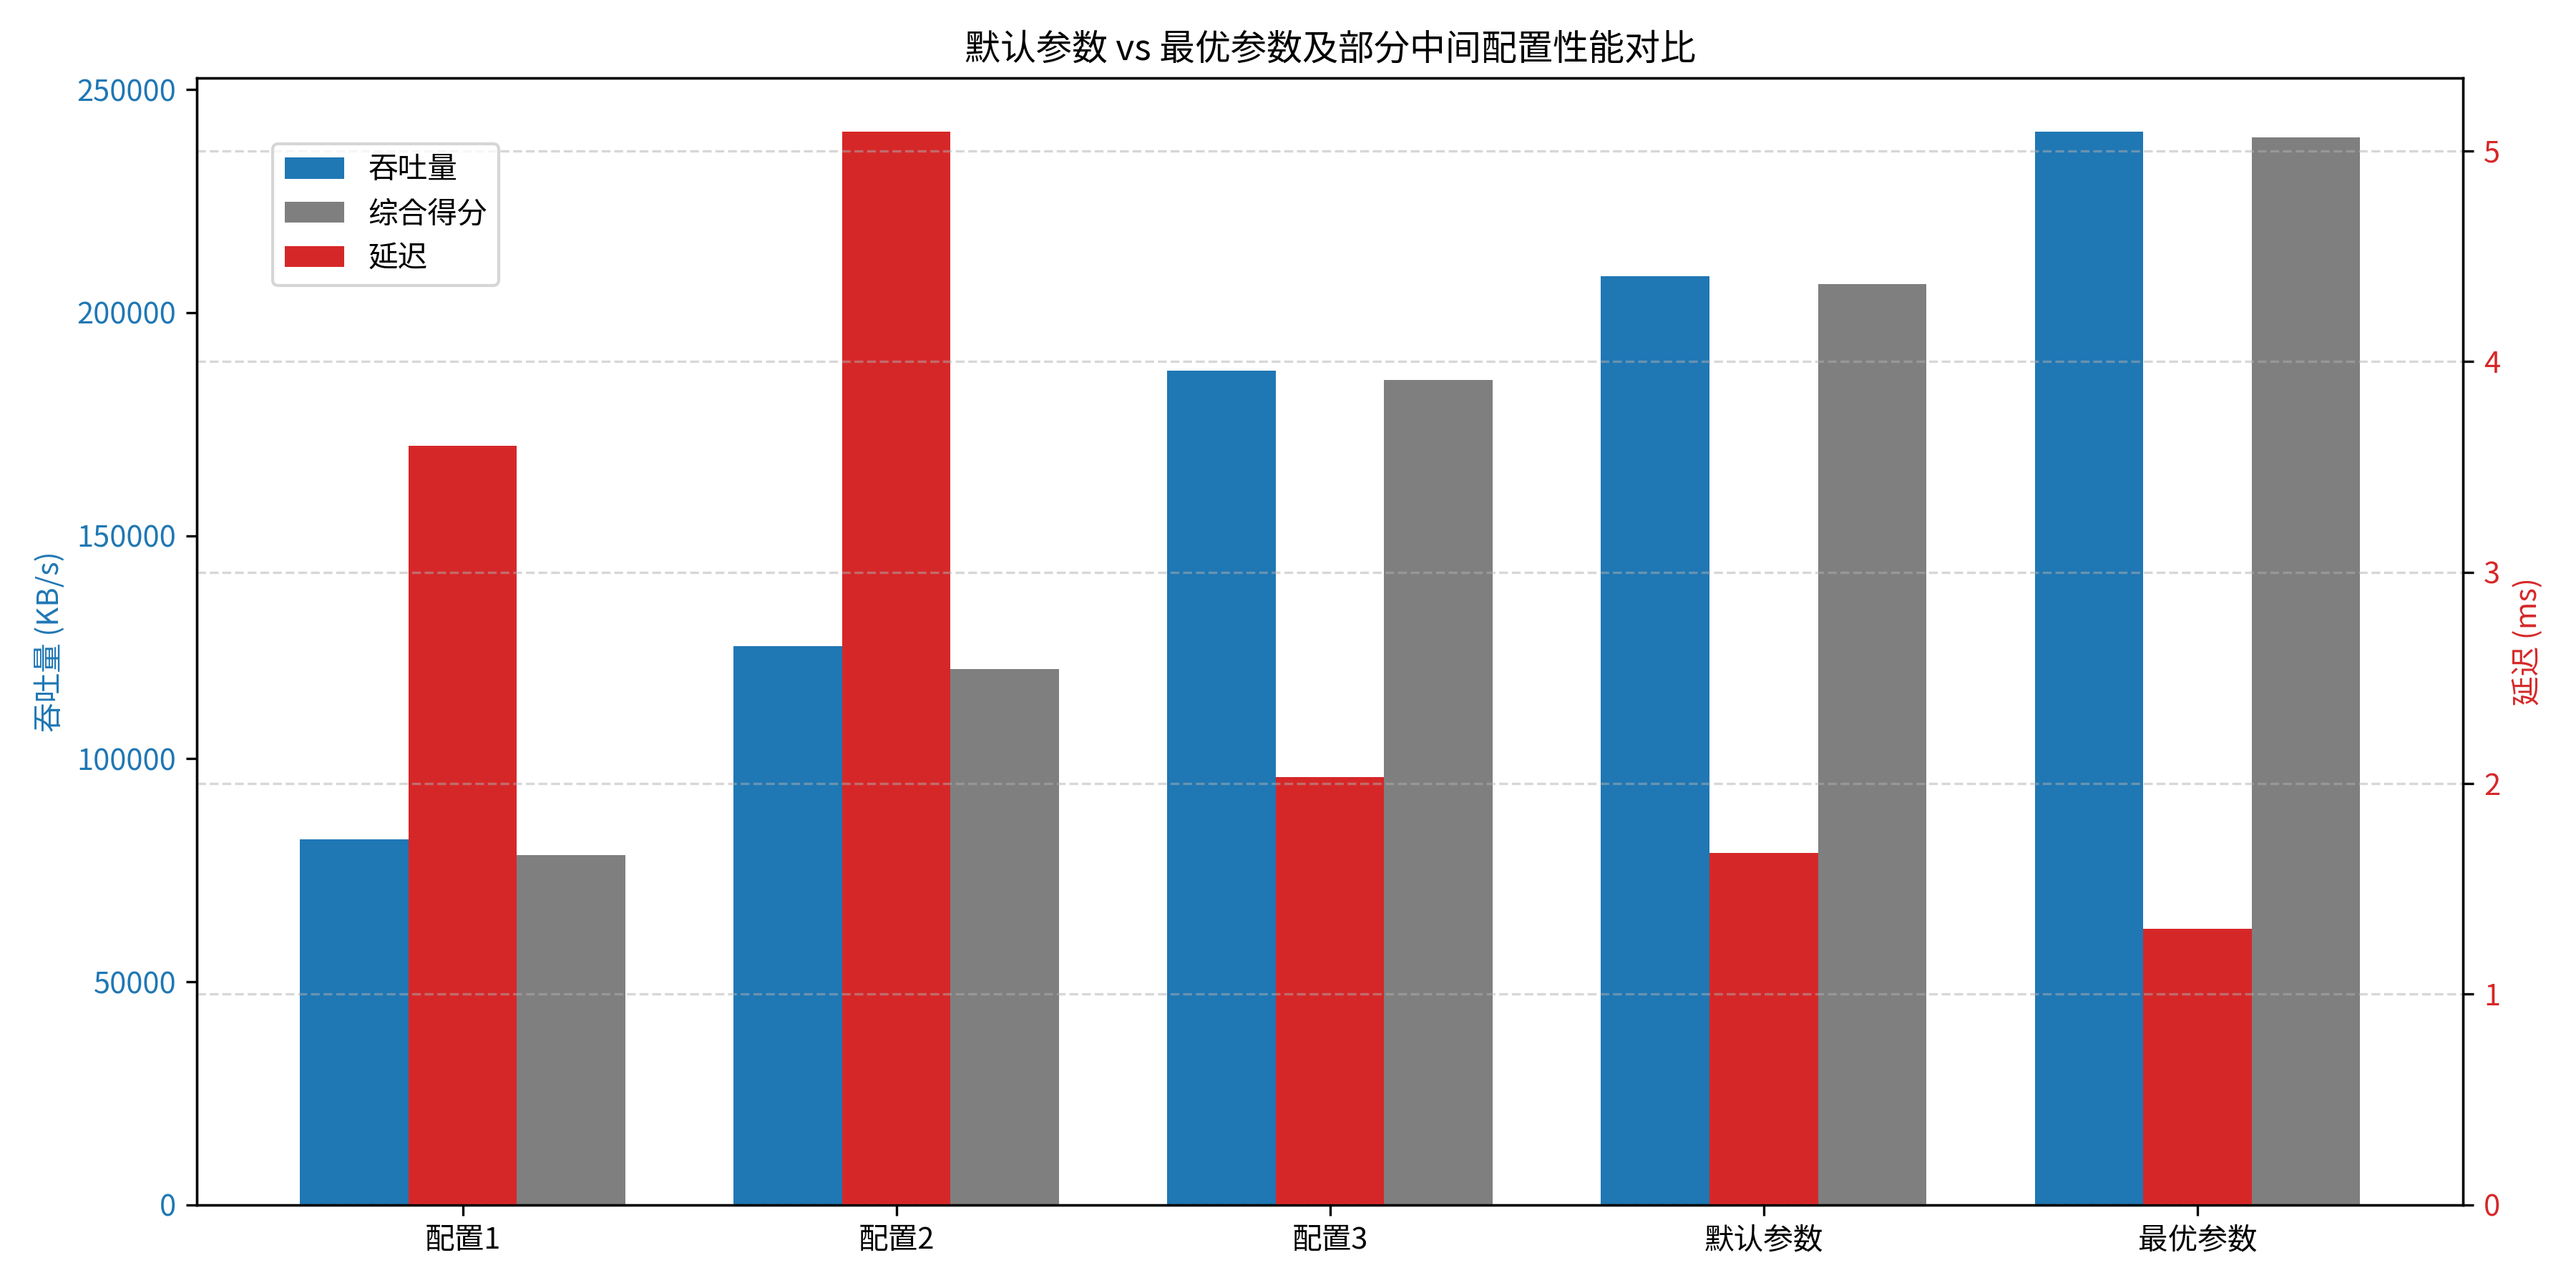 默认参数 vs 最优参数及部分中间配置性能对比
250000
200000
150000
100000
50000
0
吞吐量 (KB/s)
吞吐量
综合得分
延迟
5
4
3
2
1
0
延迟 (ms)
配置1
配置2
配置3
默认参数
最优参数